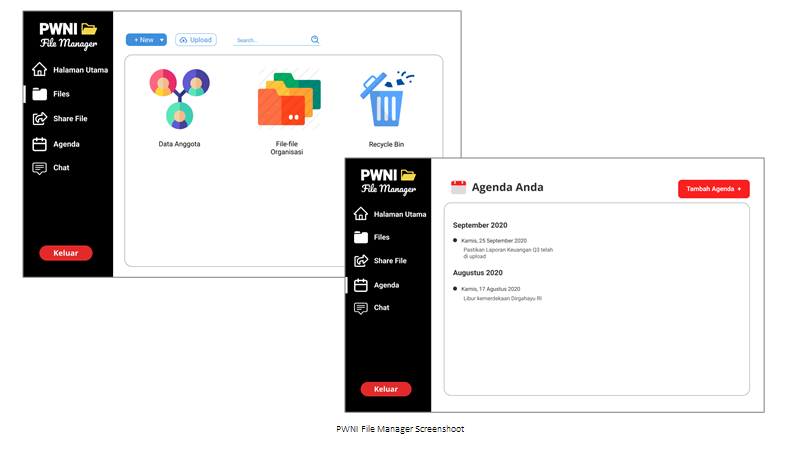 PWNI
File Manager
Halaman Utama
Files
Share File
Agenda
Chat
Keluar
+ New
Upload
Search...
Data Anggota
File-file
Organisasi
Recycle Bin
PWNI
File Manager
Halaman Utama
Files
Share File
Agenda
Chat
Keluar
Agenda Anda
Tambah Agenda +
September 2020
Kamis, 25 September 2020
Pastikan Laporan Keuangan Q3 telah
di upload
Augustus 2020
Kamis, 17 Agustus 2020
Libur kemerdekaan Dirgahayu RI
PWNI File Manager Screenshoot